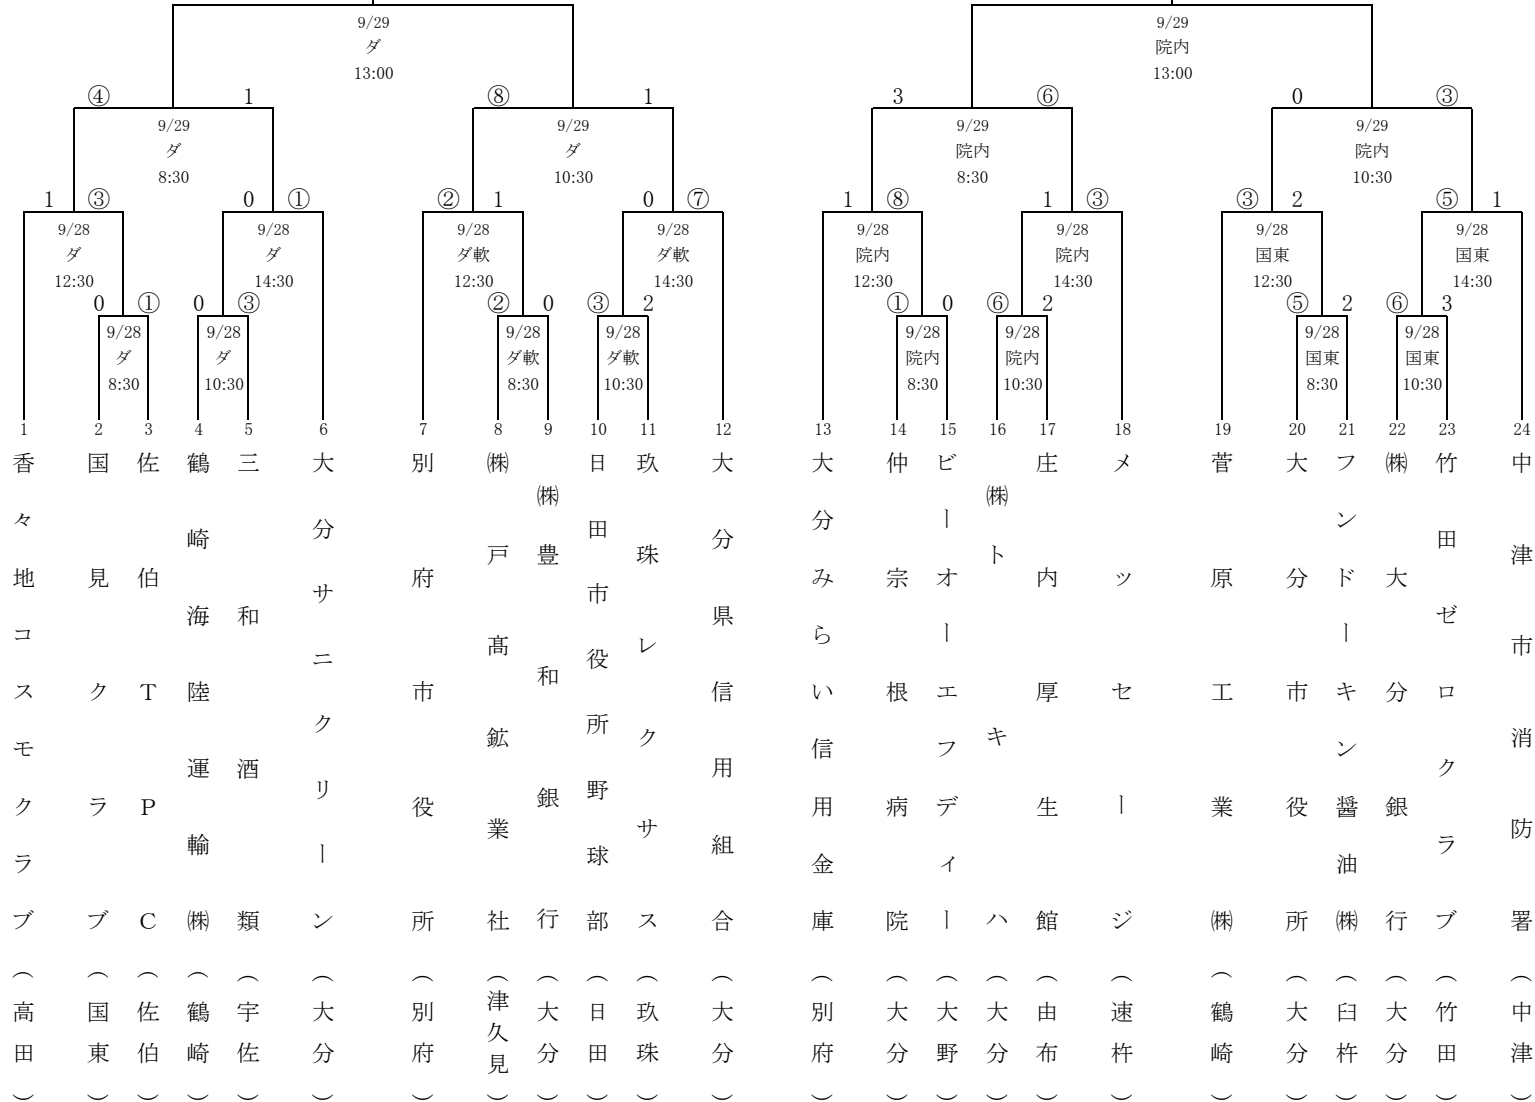 9/29
ダ
13:00
9/29
院内
13:00
④ 1
⑧ 1
3 ⑥
0 ③
9/29
ダ
8:30
9/29
ダ
10:30
9/29
院内
8:30
9/29
院内
10:30
1 ③
0 ①
② 1
0 ⑦
1 ⑧
1 ③
③ 2
⑤ 1
9/28
ダ
12:30
9/28
ダ
14:30
9/28
ダ軟
12:30
9/28
ダ軟
14:30
9/28
院内
12:30
9/28
院内
14:30
9/28
国東
12:30
9/28
国東
14:30
0 ①
0 ③
② 0
③ 2
① 0
⑥ 2
⑤ 2
⑥ 3
9/28
ダ
8:30
9/28
ダ
10:30
9/28
ダ軟
8:30
9/28
ダ軟
10:30
9/28
院内
8:30
9/28
院内
10:30
9/28
国東
8:30
9/28
国東
10:30
1
香々地コスモクラブ(高田)
2
国見クラブ(国東)
3
佐伯TPC(佐伯)
4
鶴崎海陸運輸㈱(鶴崎)
5
三和酒類(宇佐)
6
大分サニクリーン(大分)
7
別府市役所(別府)
8
㈱戸髙鉱業社(津久見)
9
㈱豊和銀行(大分)
10
日田市役所野球部(日田)
11
玖珠レクサス(玖珠)
12
大分県信用組合(大分)
13
大分みらい信用金庫(別府)
14
仲宗根病院(大分)
15
ビーオーエフディー(大野)
16
㈱トキハ(大分)
17
庄内厚生館(由布)
18
メッセージ(速杵)
19
菅原工業㈱(鶴崎)
20
大分市役所(大分)
21
フンドーキン醤油㈱(臼杵)
22
㈱大分銀行(大分)
23
竹田ゼロクラブ(竹田)
24
中津市消防署(中津)